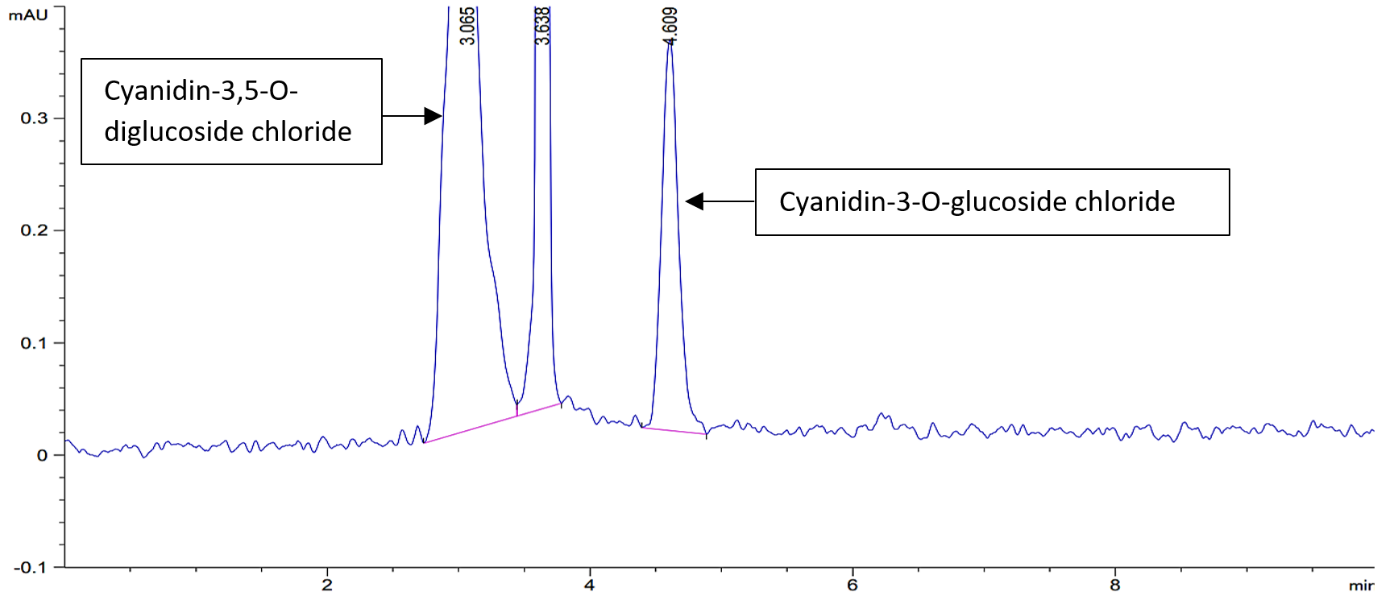 mAU
3.065
3.638
4.609
Cyanidin-3,5-O-
diglucoside chloride
0.3
Cyanidin-3-O-glucoside chloride
0.2
0.1
0
-0.1
2
4
6
8
mir